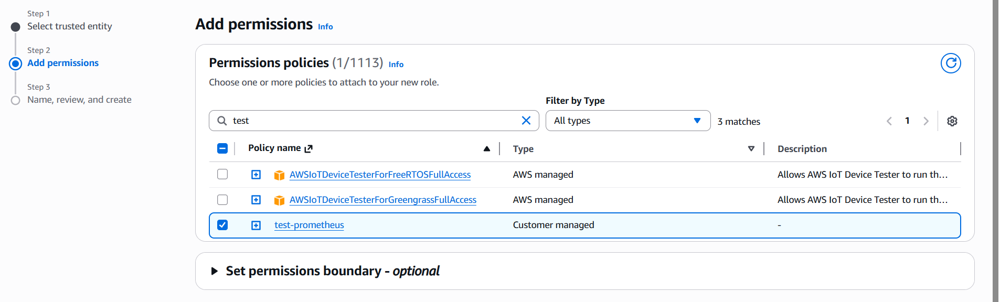 Step 1
Select trusted entity
Step 2
Add permissions
Step 3
Name, review, and create
Add permissions Info
Permissions policies (1/1113) Info
Choose one or more policies to attach to your new role.
Filter by Type
test
All types
3 matches
1
Policy name Type Description
AWSIoTDeviceTesterForFreeRTOSFullAccess AWS managed Allows AWS IoT Device Tester to run th...
AWSIoTDeviceTesterForGreengrassFullAccess AWS managed Allows AWS IoT Device Tester to run th...
test-prometheus Customer managed -
Set permissions boundary - optional